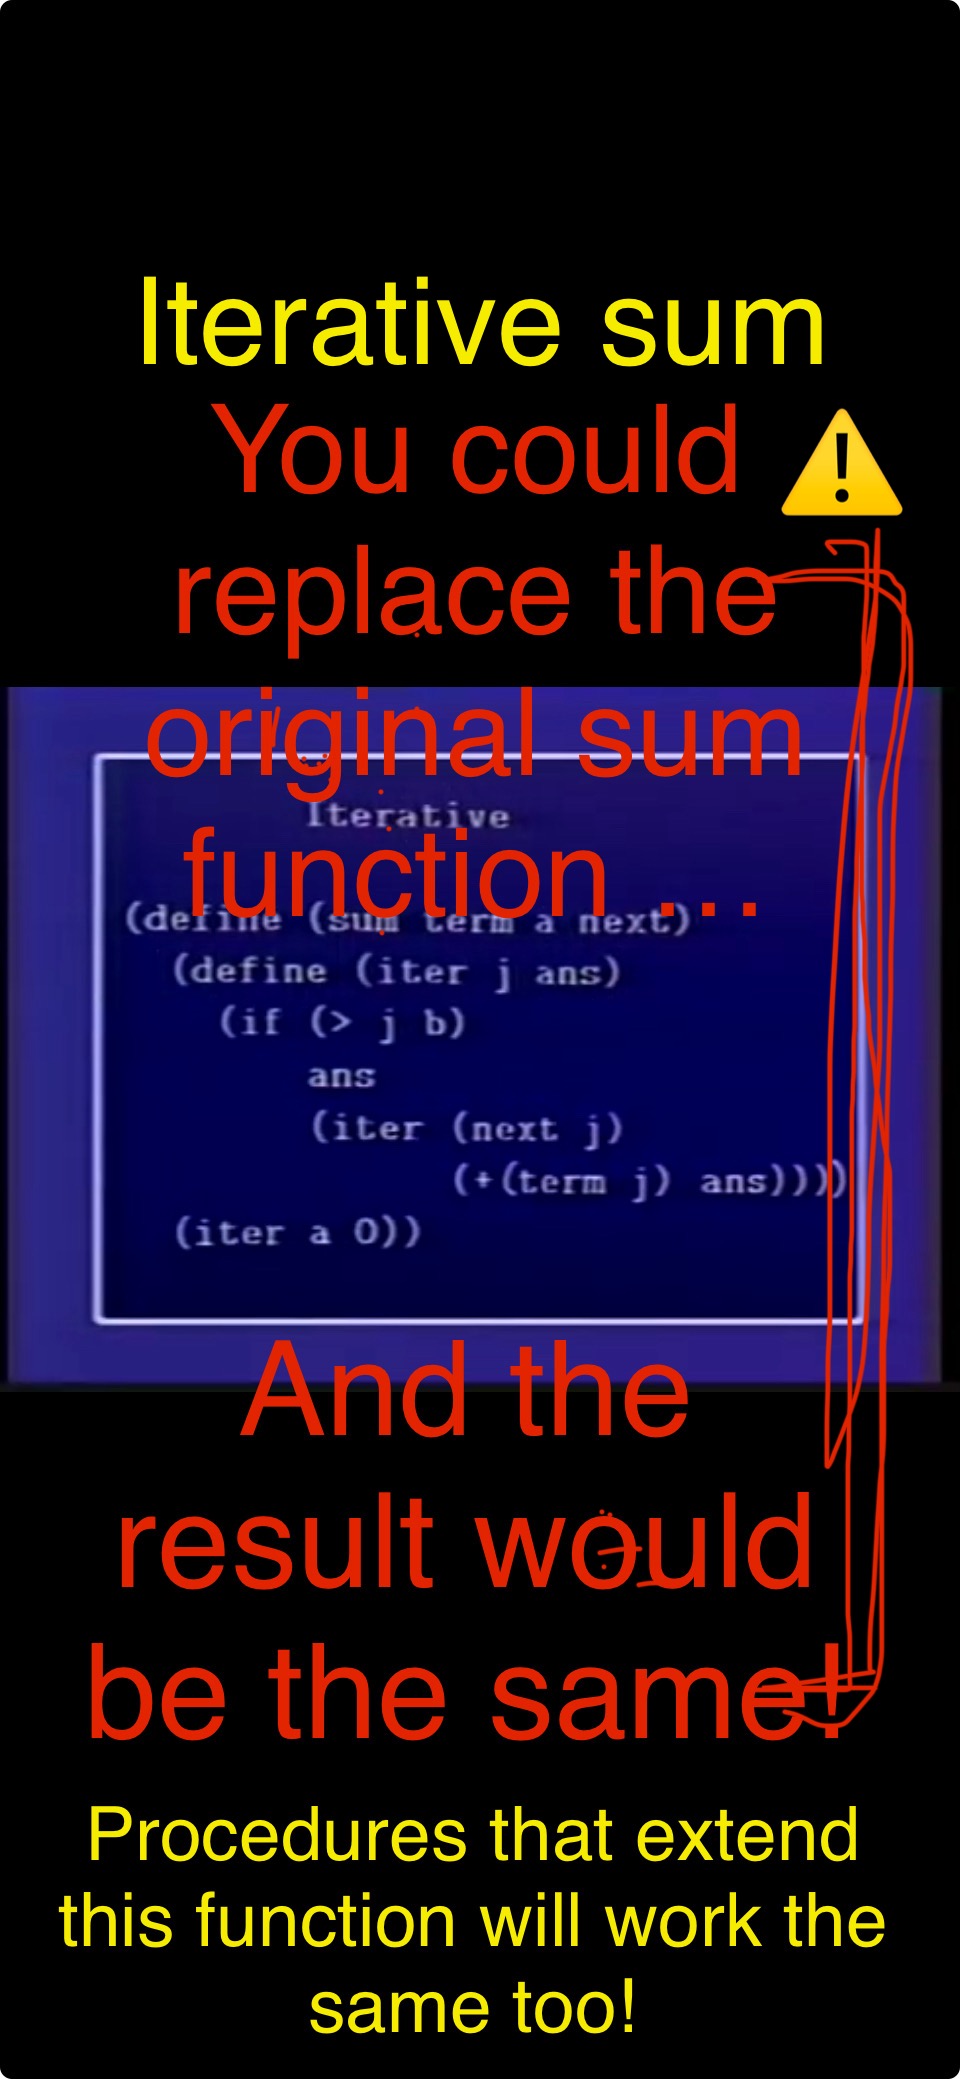 Iterative sum
You could ⚠️
replace the
original sum
Iterative
function ...
(define (sum term a next)
(define (iter j ans)
(if (> j b)
ans
(iter (next j)
(+(term j) ans))))
(iter a 0))
And the
result would
be the same!
Procedures that extend
this function will work the
same too!